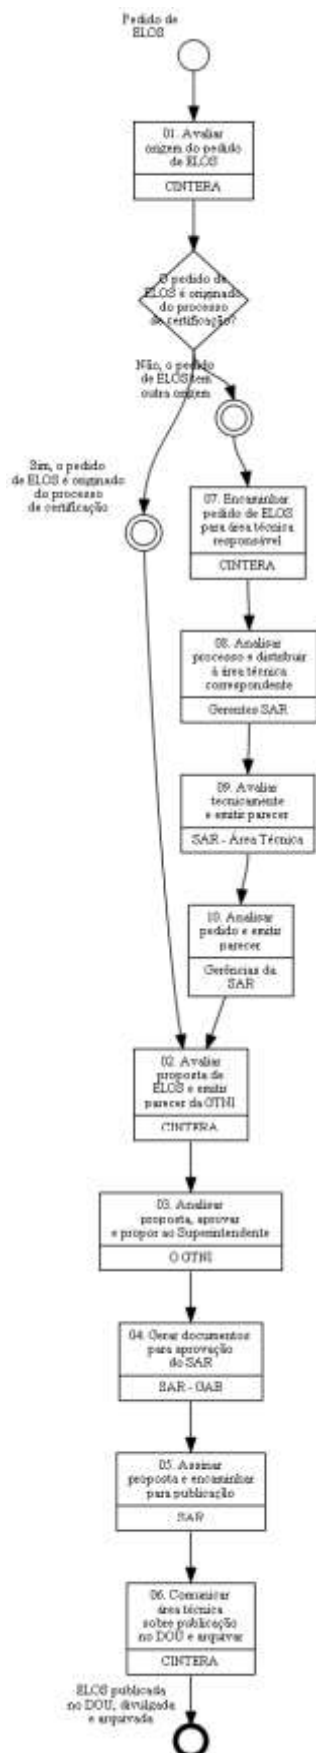 Pedido de
ELOS
01. Avaliar
origem do pedido
de ELOS
CINTERA
O pedido de
ELOS é originado
do processo
de certificação?
Não, o pedido
de ELOS tem
outra origem
Sim, o pedido
de ELOS é originado
do processo
de certificação
07. Encaminhar
pedido de ELOS
para área técnica
responsável
CINTERA
08. Analisar
processo e distribuir
à área técnica
correspondente
Gerentes SAR
09. Avaliar
tecnicamente
e emitir parecer
SAR - Área Técnica
10. Analisar
pedido e emitir
parecer
Gerências da
SAR
02. Avaliar
proposta de
ELOS e emitir
parecer da GTNI
CINTERA
03. Analisar
proposta, aprovar
e propor ao Superintendente
O GTNI
04. Gerar documentos
para aprovação
do SAR
SAR - GAB
05. Assinar
proposta e encaminhar
para publicação
SAR
06. Comunicar
área técnica
sobre publicação
no DOU e arquivar
CINTERA
ELOS publicada
no DOU, divulgada
e arquivada